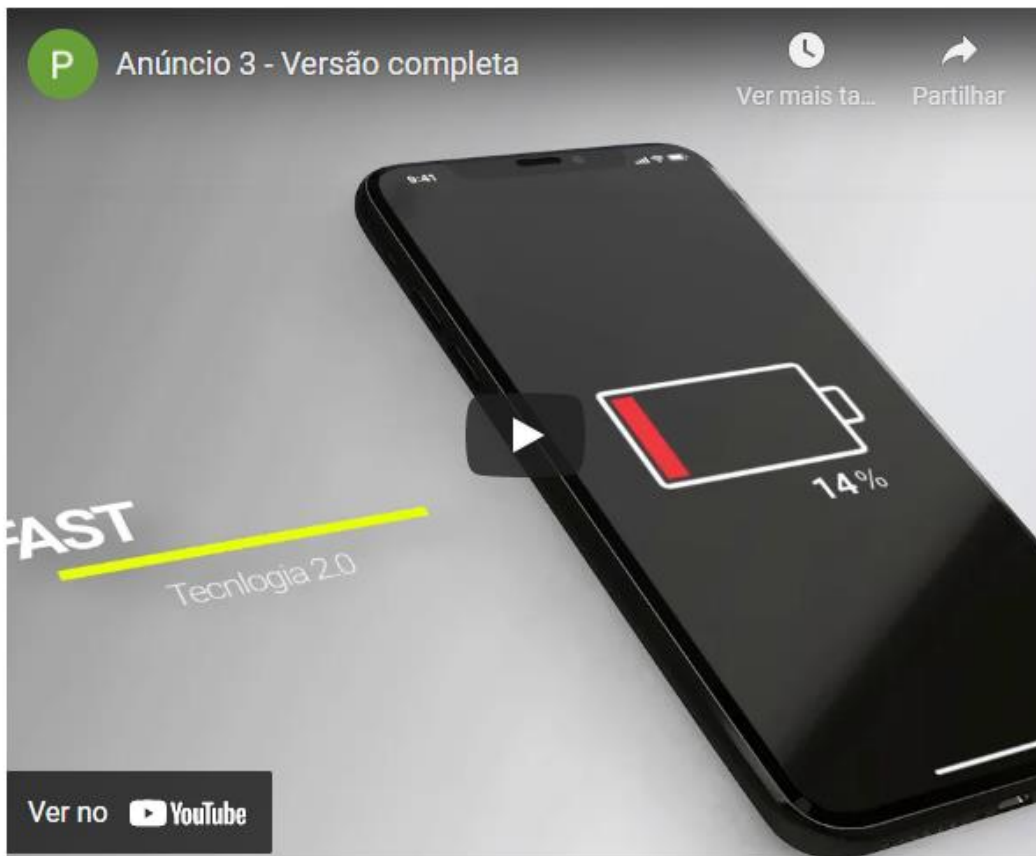 P
Anúncio 3 - Versão completa
Ver mais ta...
Partilhar
9:41
14%
FAST
Tecnlogia 2.0
Ver no YouTube